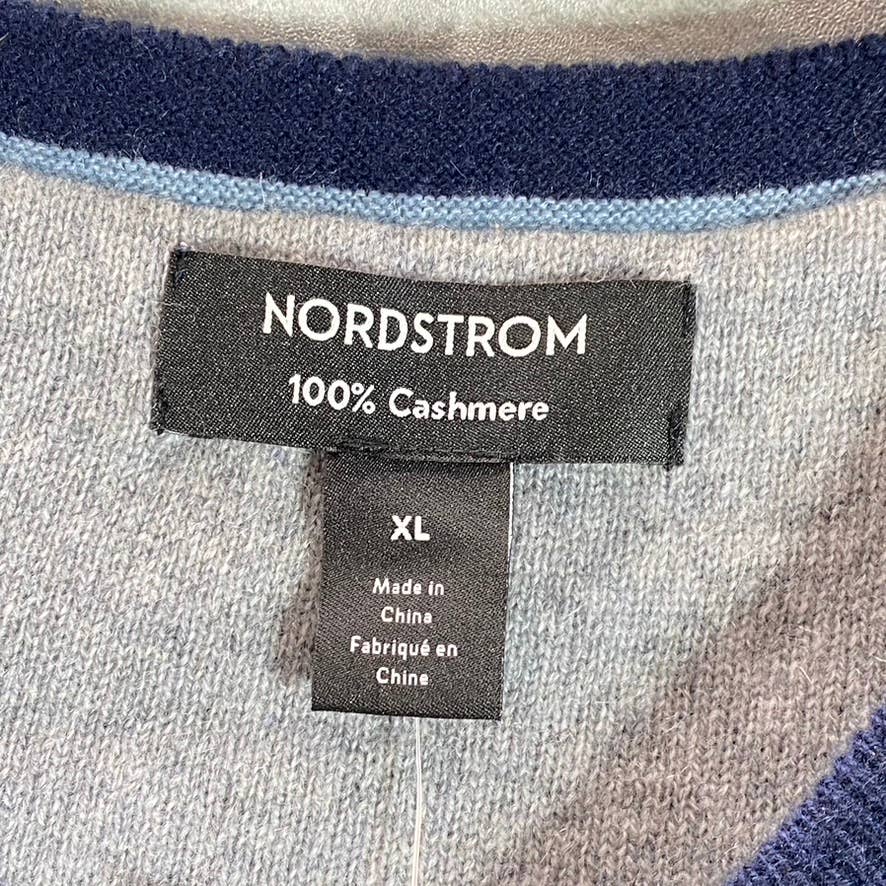 NORDSTROM
100% Cashmere
XL
Made in
China
Fabriqué en
Chine